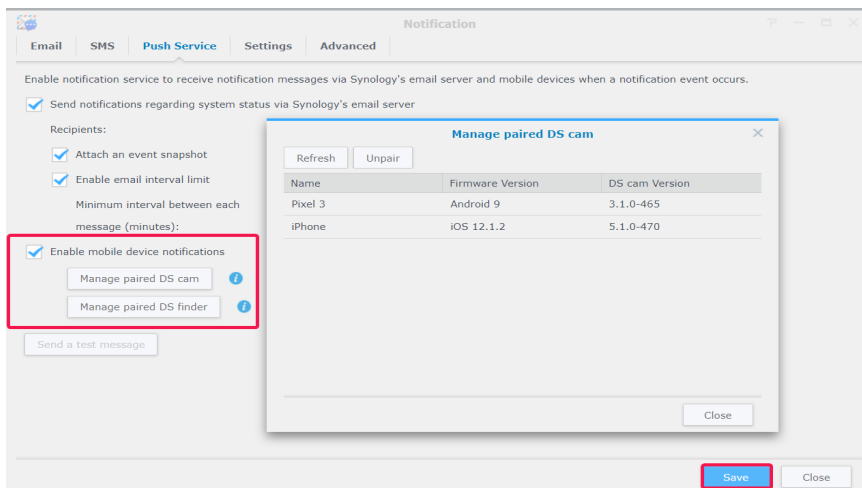 Notification
Email SMS Push Service Settings Advanced
Enable notification service to receive notification messages via Synology's email server and mobile devices when a notification event occurs.
Send notifications regarding system status via Synology's email server
Recipients:
Attach an event snapshot
Enable email interval limit
Minimum interval between each
message (minutes):
Enable mobile device notifications
Manage paired DS cam
Manage paired DS finder
Send a test message
Manage paired DS cam
Refresh Unpair
Name Firmware Version DS cam Version
Pixel 3 Android 9 3.1.0-465
iPhone iOS 12.1.2 5.1.0-470
Close
Save Close